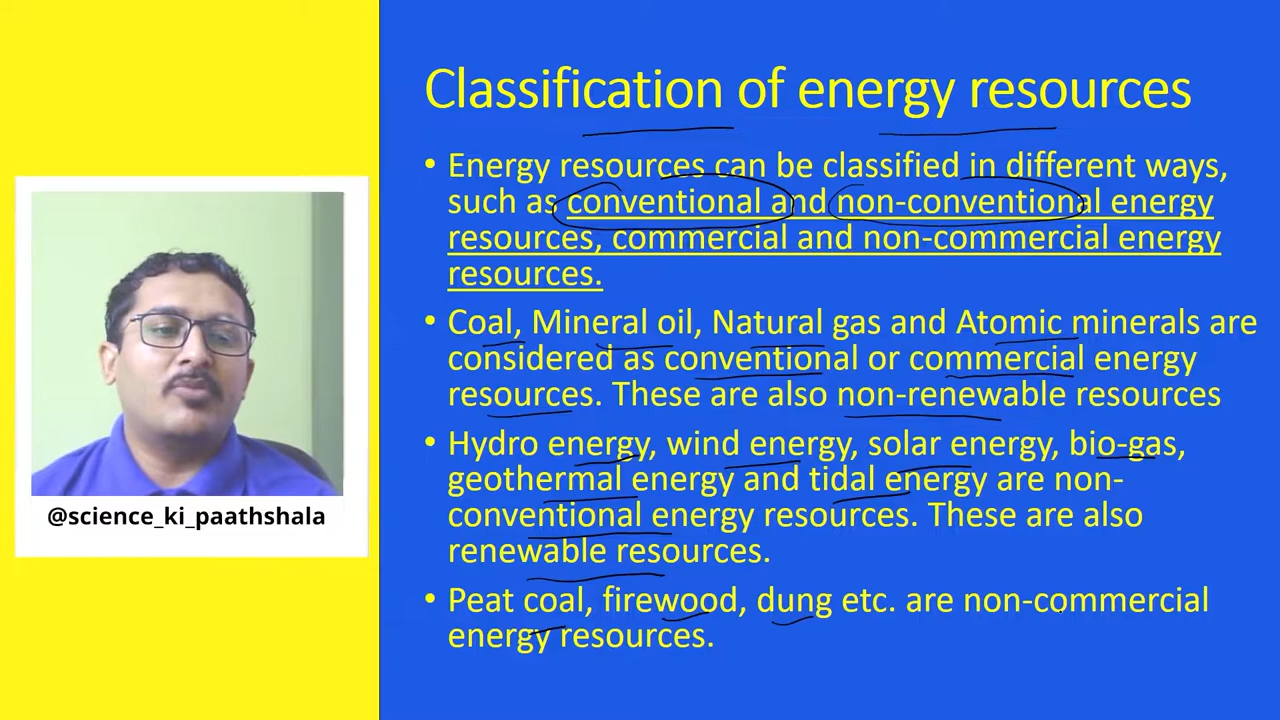 Classification of energy resources
• Energy resources can be classified in different ways,
such as conventional and non-conventional energy
resources, commercial and non-commercial energy
resources.
• Coal, Mineral oil, Natural gas and Atomic minerals are
considered as conventional or commercial energy
resources. These are also non-renewable resources
• Hydro energy, wind energy, solar energy, bio-gas,
geothermal energy and tidal energy are non-
conventional energy resources. These are also
renewable resources.
• Peat coal, firewood, dung etc. are non-commercial
energy resources.
@science_ki_paathshala